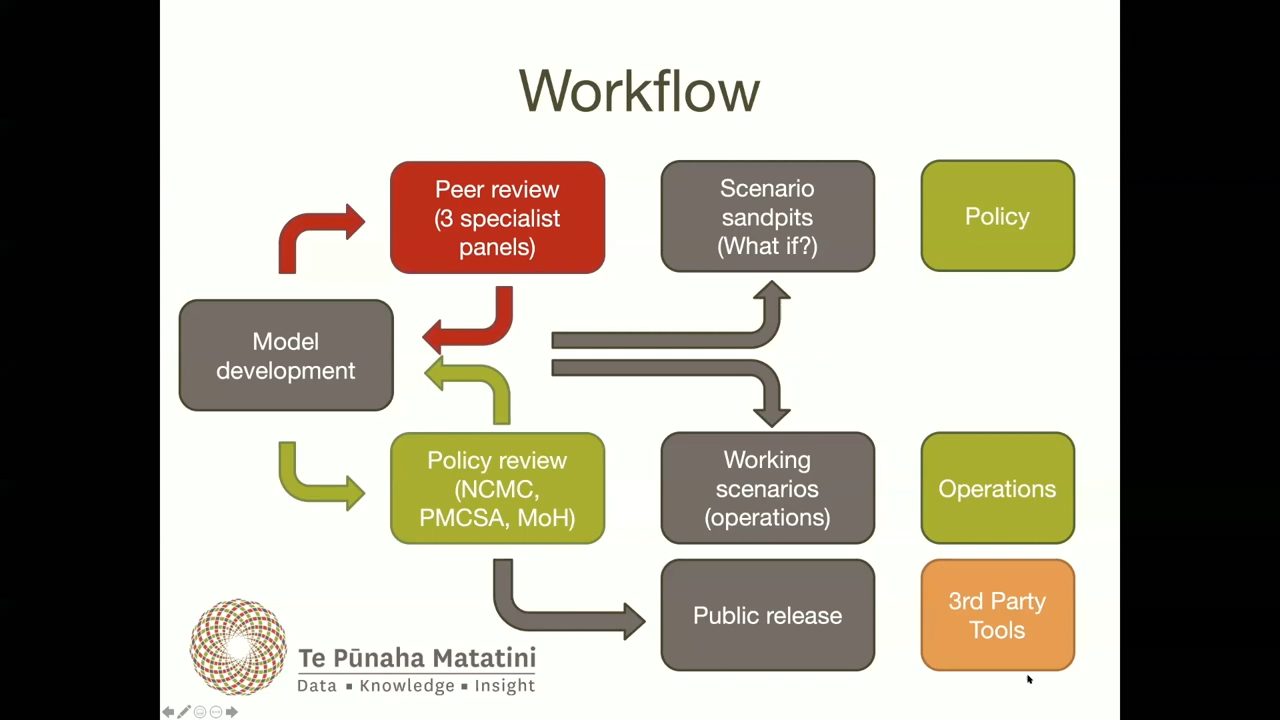 Workflow
Peer review
(3 specialist
panels)
Scenario
sandpits
(What if?)
Policy
Model
development
Policy review
(NCMC,
PMCSA, MoH)
Working
scenarios
(operations)
Operations
Public release
3rd Party
Tools
Te Pūnaha Matatini
Data ▪ Knowledge ▪ Insight